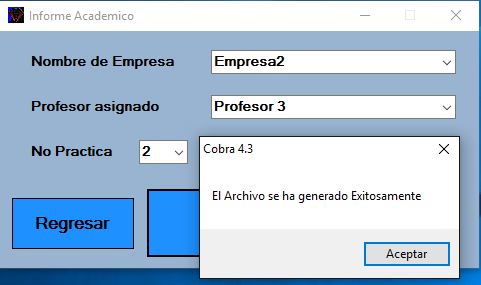 Informe Academico
Nombre de Empresa Empresa2
Profesor asignado Profesor 3
No Practica 2
Cobra 4.3
El Archivo se ha generado Exitosamente
Regresar
Aceptar